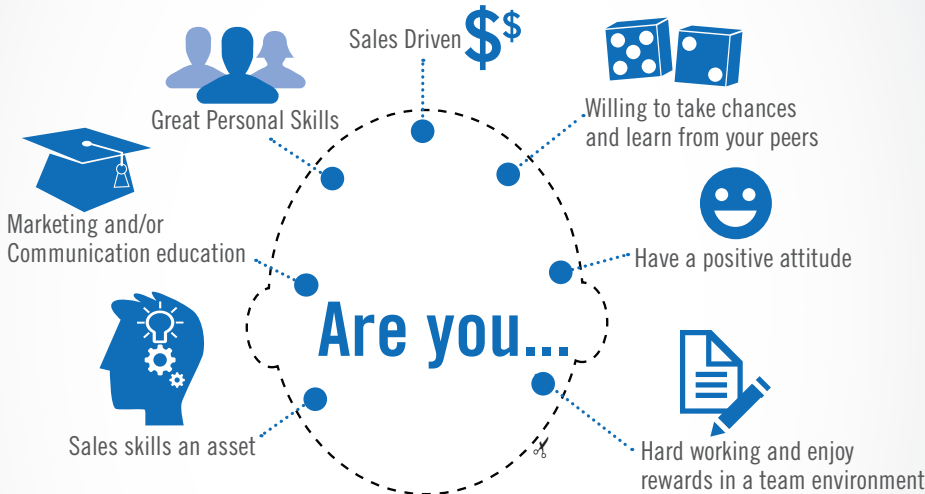 Sales Driven $$
Great Personal Skills
Willing to take chances
and learn from your peers
Marketing and/or
Communication education
Have a positive attitude
Are you...
Sales skills an asset
Hard working and enjoy
rewards in a team environment